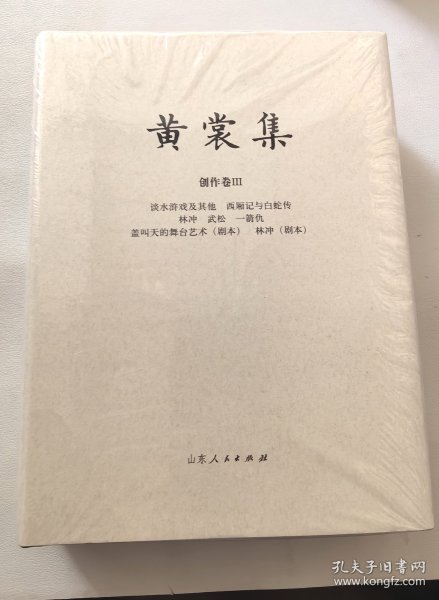 黄裳集
创作卷III
谈水浒戏及其他 西厢记与白蛇传
林冲 武松 一箭仇
盖叫天的舞台艺术（剧本） 林冲（剧本）
山东人民出版社
孔夫子旧书网
www.kongfz.com